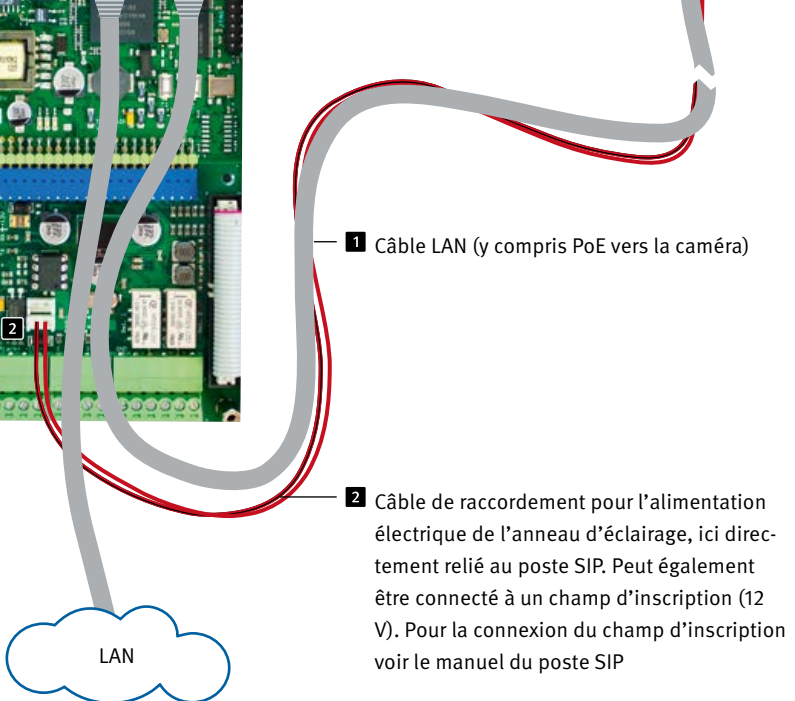 1 Câble LAN (y compris PoE vers la caméra)
2
2 Câble de raccordement pour l’alimentation
électrique de l’anneau d’éclairage, ici direc-
tement relié au poste SIP. Peut également
être connecté à un champ d’inscription (12
V). Pour la connexion du champ d’inscription
voir le manuel du poste SIP
LAN